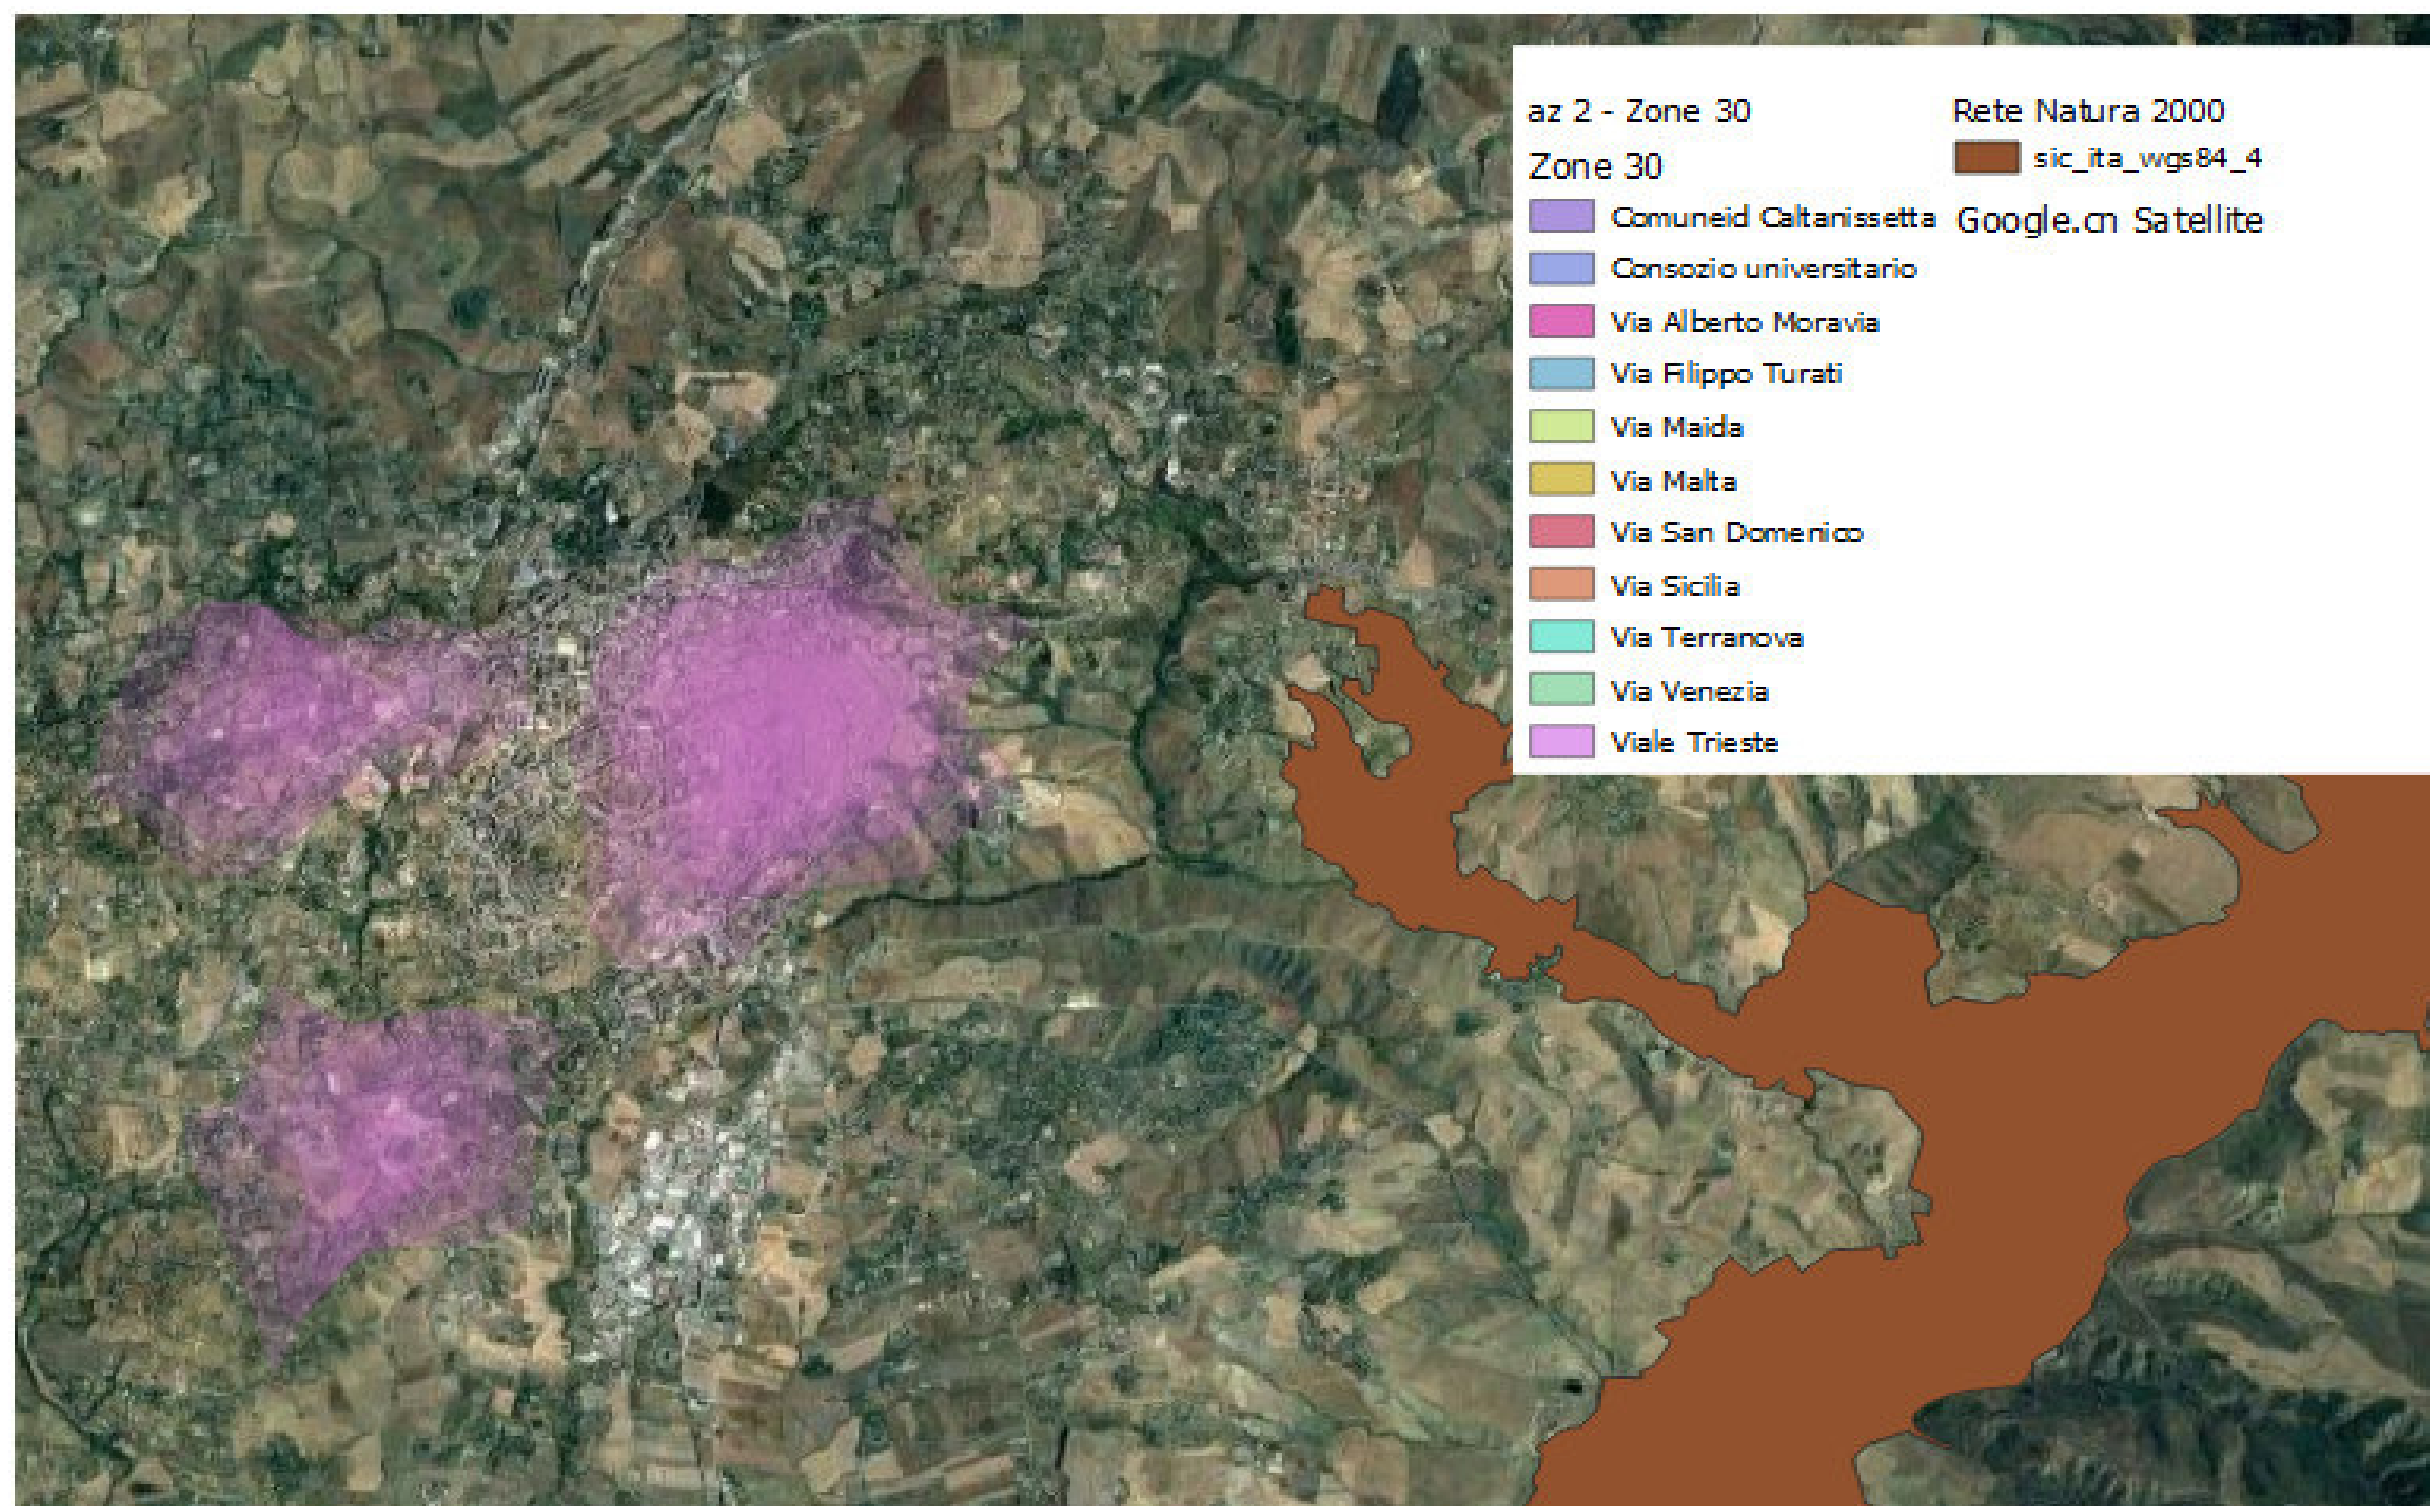 az 2 - Zone 30
Zone 30
Comuneid Caltanissetta
Consozio universitario
Via Alberto Moravia
Via Filippo Turati
Via Maida
Via Malta
Via San Domenico
Via Sicilia
Via Terranova
Via Venezia
Viale Trieste
Rete Natura 2000
sic_ita_wgs84_4
Google.cn Satellite